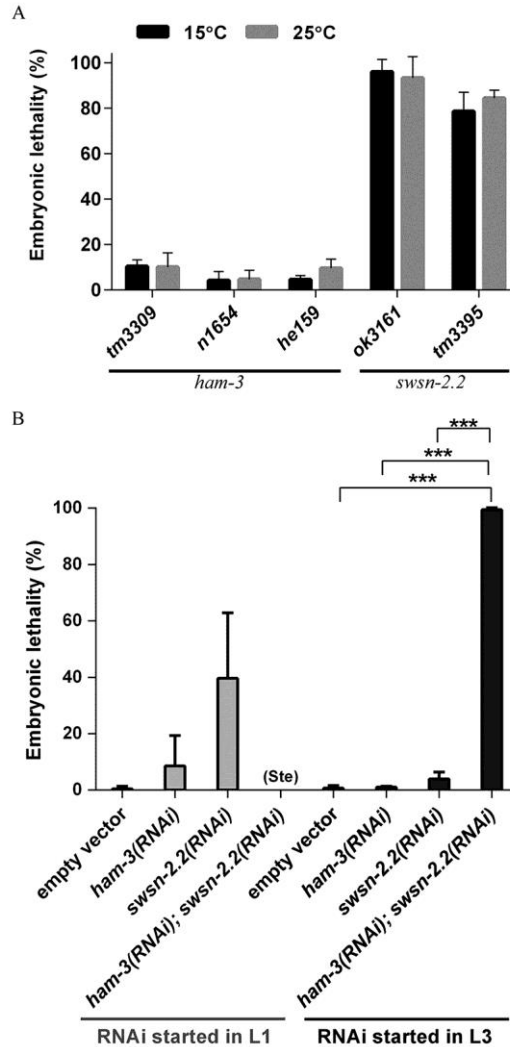 A
15°C 25°C
Embryonic lethality (%)
100
80
60
40
20
0
tm3309 n1654 he159 ok3161 tm3395
ham-3 swsn-2.2
B
***
***
***
Embryonic lethality (%)
100
80
60
40
20
0
(Ste)
empty vector
ham-3(RNAi)
swsn-2.2(RNAi)
ham-3(RNAi); swsn-2.2(RNAi)
empty vector
ham-3(RNAi)
swsn-2.2(RNAi)
ham-3(RNAi); swsn-2.2(RNAi)
RNAi started in L1 RNAi started in L3